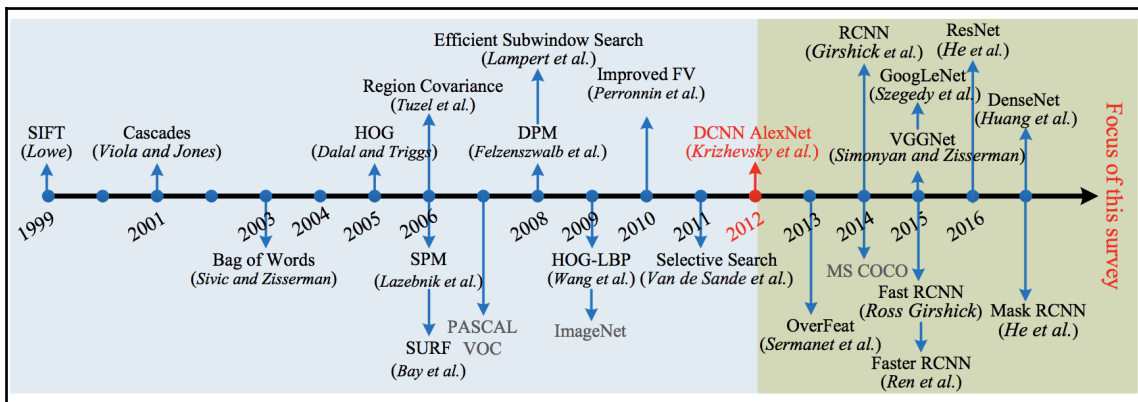 Efficient Subwindow Search
(Lampert et al.)
Region Covariance
(Tuzel et al.)
Improved FV
(Perronnin et al.)
RCNN
(Girshick et al.)
ResNet
(He et al.)
GoogLeNet
(Szegedy et al.)
DenseNet
(Huang et al.)
SIFT
(Lowe)
Cascades
(Viola and Jones)
HOG
(Dalal and Triggs)
DPM
(Felzenszwalb et al.)
DCNN AlexNet
(Krizhevsky et al.)
VGGNet
(Simonyan and Zisserman)
1999
2001
2003
2004
2005
2006
2008
2009
2010
2011
2012
2013
2014
2015
2016
Focus of this survey
Bag of Words
(Sivic and Zisserman)
SPM
(Lazebnik et al.)
SURF
(Bay et al.)
PASCAL
VOC
HOG-LBP
(Wang et al.)
ImageNet
Selective Search
(Van de Sande et al.)
OverFeat
(Sermanet et al.)
MS COCO
Fast RCNN
(Ross Girshick)
Faster RCNN
(Ren et al.)
Mask RCNN
(He et al.)